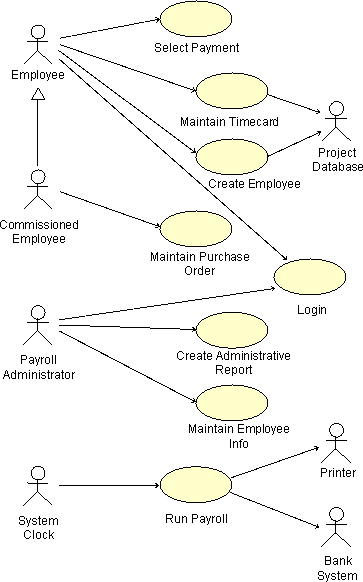 Select Payment
Employee
Maintain Timecard
Project
Database
Create Employee
Commissioned
Employee
Maintain Purchase
Order
Login
Payroll
Administrator
Create Administrative
Report
Maintain Employee
Info
Printer
System
Clock
Run Payroll
Bank
System